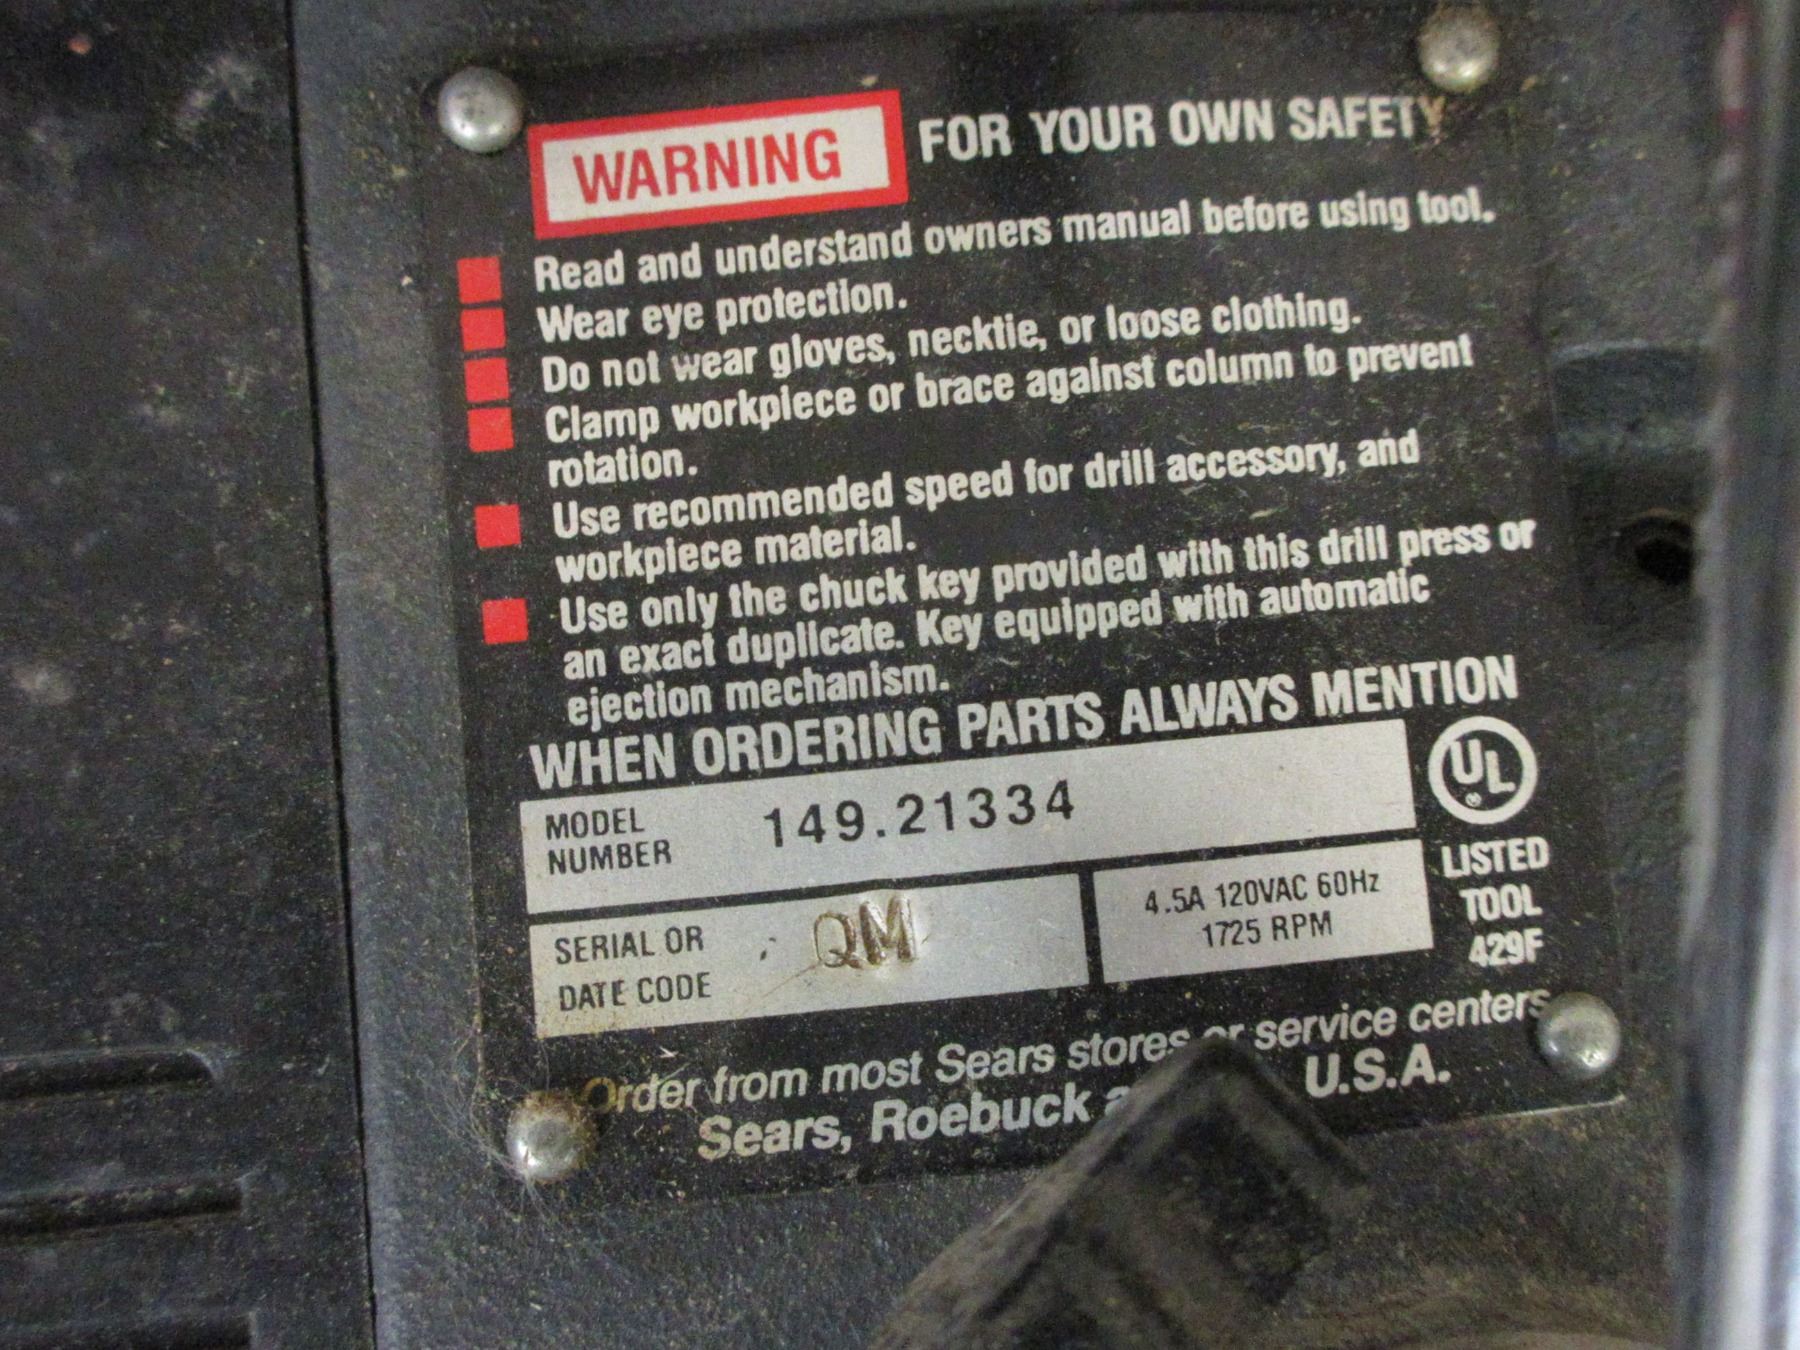 WARNING FOR YOUR OWN SAFETY
Read and understand owners manual before using tool.
Wear eye protection.
Do not wear gloves, necktie, or loose clothing.
Clamp workpiece or brace against column to prevent
rotation.
Use recommended speed for drill accessory, and
workpiece material.
Use only the chuck key provided with this drill press or
an exact duplicate. Key equipped with automatic
ejection mechanism.
WHEN ORDERING PARTS ALWAYS MENTION
MODEL
NUMBER
149.21334
UL
LISTED
TOOL
429F
SERIAL OR
DATE CODE
QM
4.5A 120VAC 60Hz
1725 RPM
Order from most Sears stores or service centers
Sears, Roebuck U.S.A.